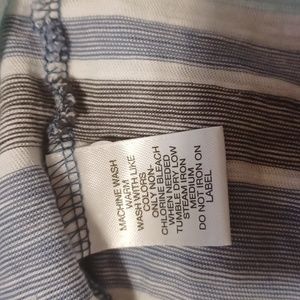 MACHINE WASH
WARM
WASH WITH LIKE
COLORS
ONLY NON-
CHLORINE BLEACH
WHEN NEEDED
TUMBLE DRY LOW
STEAM IRON
MEDIUM
DO NOT IRON ON
LABEL